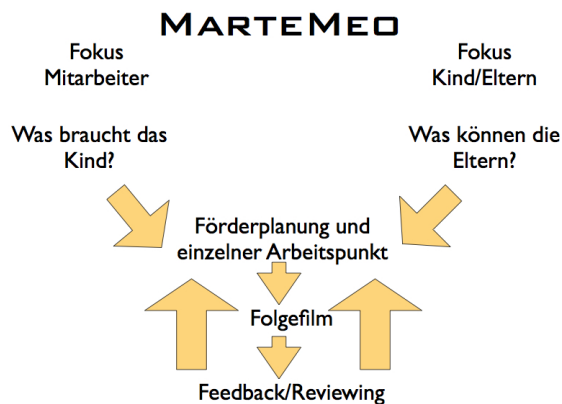 MARTEMEO
Fokus
Mitarbeiter
Fokus
Kind/Eltern
Was braucht das
Kind?
Was können die
Eltern?
Förderplanung und
einzelner Arbeitspunkt
Folgefilm
Feedback/Reviewing